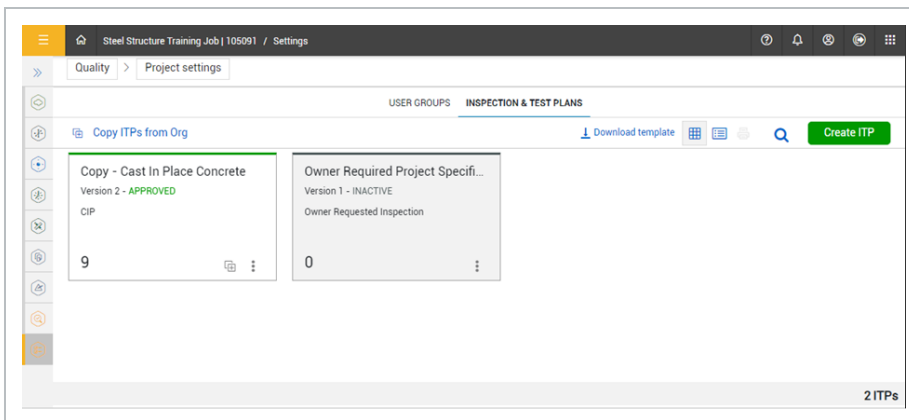 Steel Structure Training Job | 105091 / Settings
Quality > Project settings
USER GROUPS INSPECTION & TEST PLANS
Copy ITPs from Org
Download template
Create ITP
Copy - Cast In Place Concrete
Version 2 - APPROVED
CIP
9
Owner Required Project Specifi...
Version 1 - INACTIVE
Owner Requested Inspection
0
2 ITPs